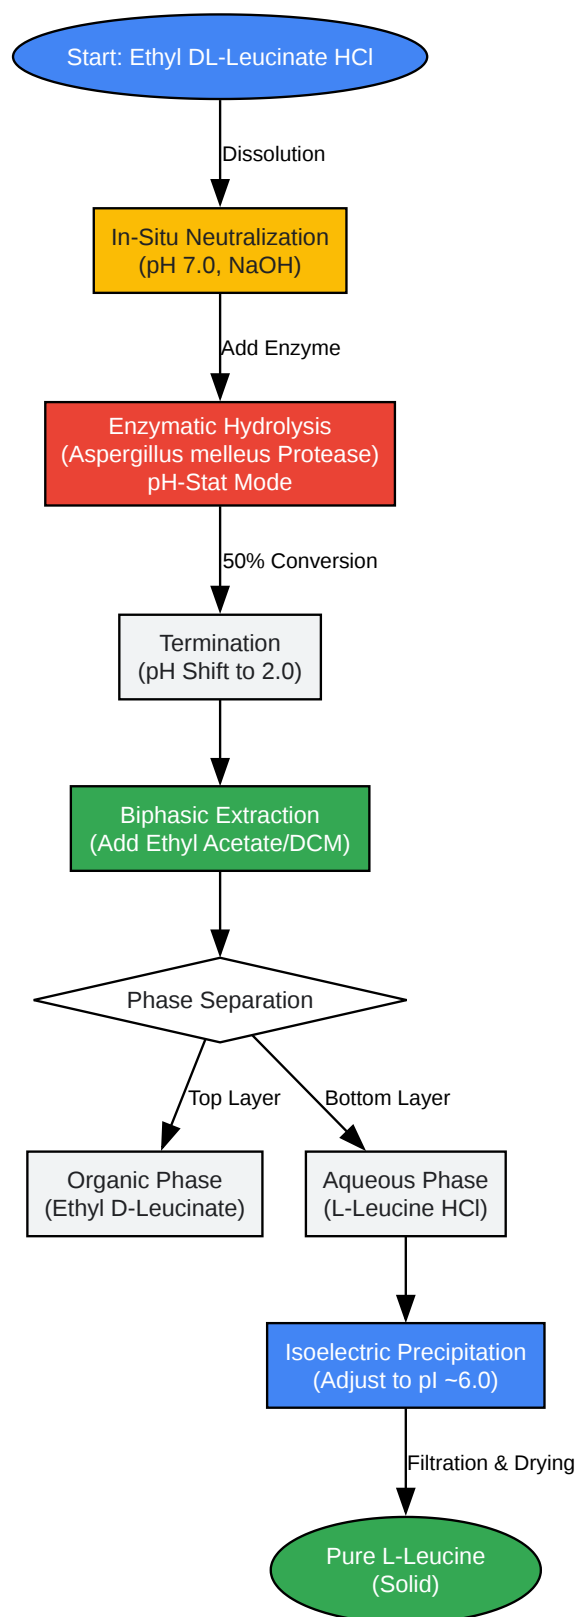 Start: Ethyl DL-Leucinate HCl
Dissolution
In-Situ Neutralization
(pH 7.0, NaOH)
Add Enzyme
Enzymatic Hydrolysis
(Aspergillus melleus Protease)
pH-Stat Mode
50% Conversion
Termination
(pH Shift to 2.0)
Biphasic Extraction
(Add Ethyl Acetate/DCM)
Phase Separation
Top Layer
Bottom Layer
Organic Phase
(Ethyl D-Leucinate)
Aqueous Phase
(L-Leucine HCl)
Isoelectric Precipitation
(Adjust to pI ~6.0)
Filtration & Drying
Pure L-Leucine
(Solid)